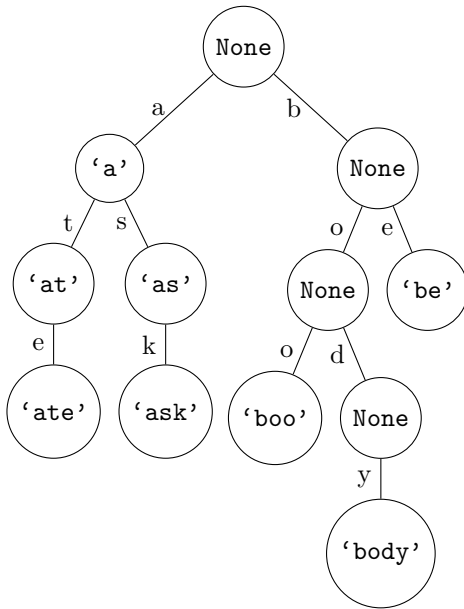 None
a b
‘a’ None
t s o e
‘at’ ‘as’ None ‘be’
e k o d
‘ate’ ‘ask’ ‘boo’ None
y
‘body’